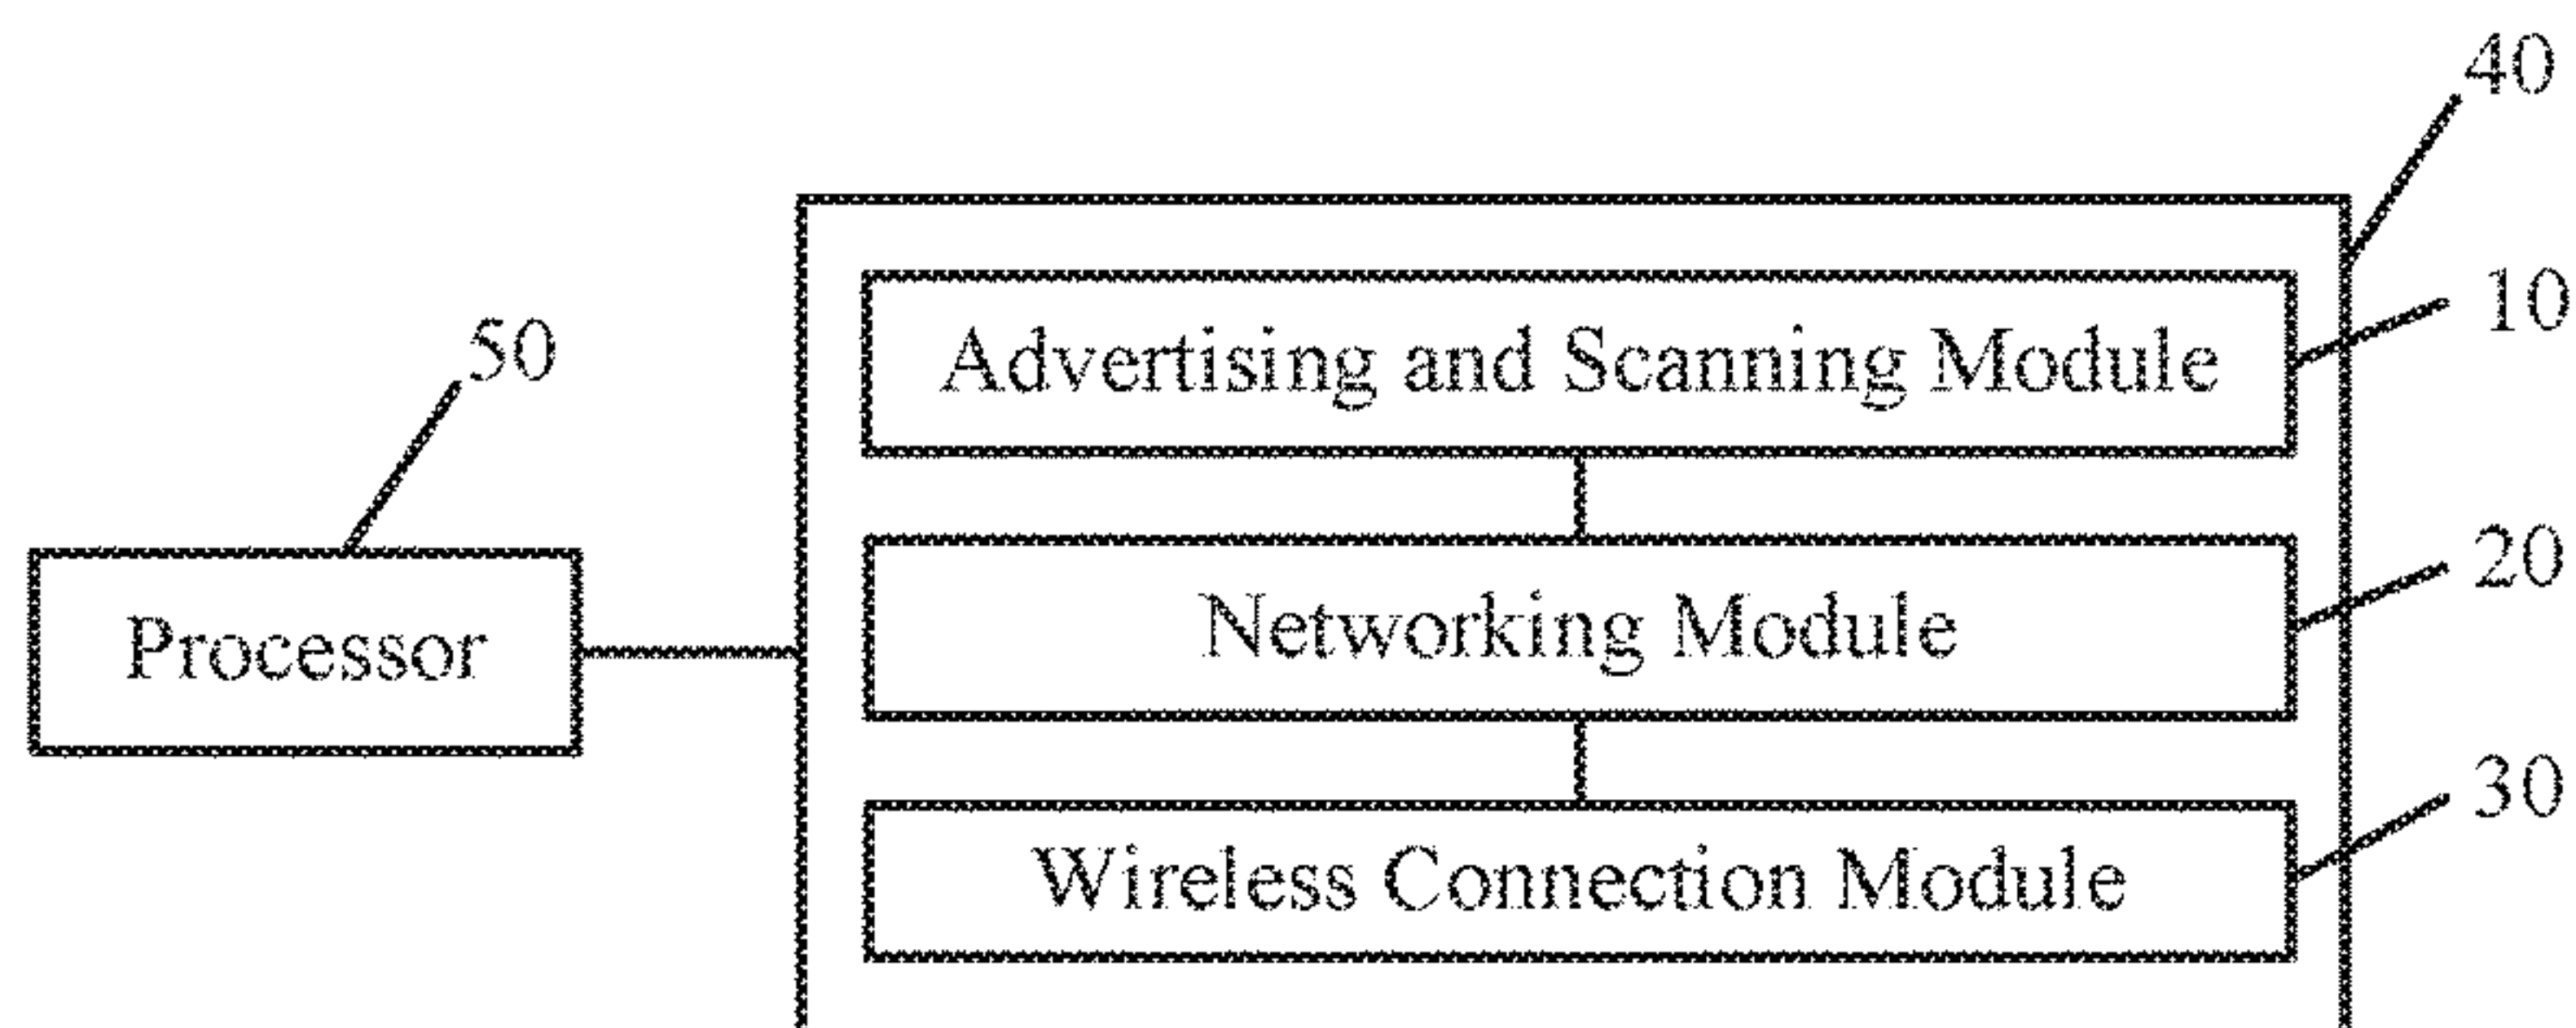 40
10
Advertising and Scanning Module
50
20
Networking Module
Processor
30
Wireless Connection Module